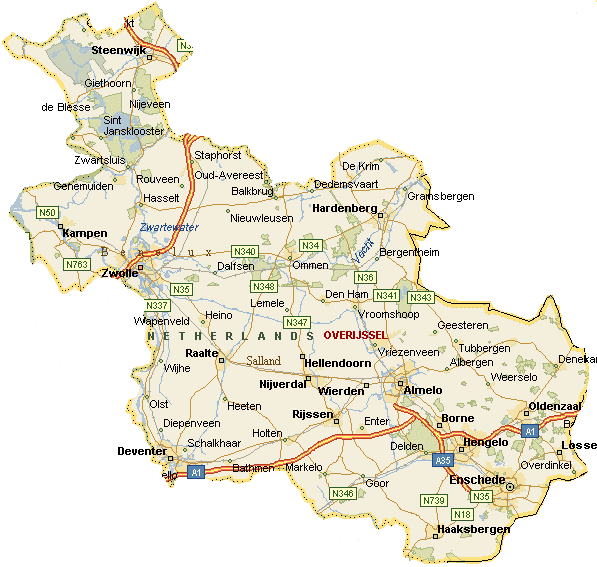 Steenwijk
Giethoorn
de Blesse
Nijeveen
Sint
Jansklooster
Zwartsluis
Staphorst
De Krim
Genemuiden
Rouveen
Oud-Avereest
Balkbrug
Dedemsvaart
Gramsbergen
Hasselt
N50
Nieuwleusen
Hardenberg
Kampen
Zwartewater
Benelux
N340
N34
Vecht
Bergentheim
N763
Zwolle
Dalfsen
Ommen
N36
N35
N348
Den Ham
N341
N343
N337
Lemele
Wapenveld
Heino
N347
Vroomshoop
Geesteren
NETHERLANDS
OVERIJSSEL
Tubbergen
Raalte
Salland
Hellendoorn
Vriezenveen
Albergen
Wijhe
Weerselo
Nijverdal
Wierden
Almelo
Olst
Heeten
Rijssen
Oldenzaal
Diepenveen
Enter
Borne
A1
Schalkhaar
Holten
Hengelo
Deventer
Delden
A35
Overdinkel
A1
Bathmen
Markelo
Goor
Enschede
N346
N739
N35
N18
Haaksbergen